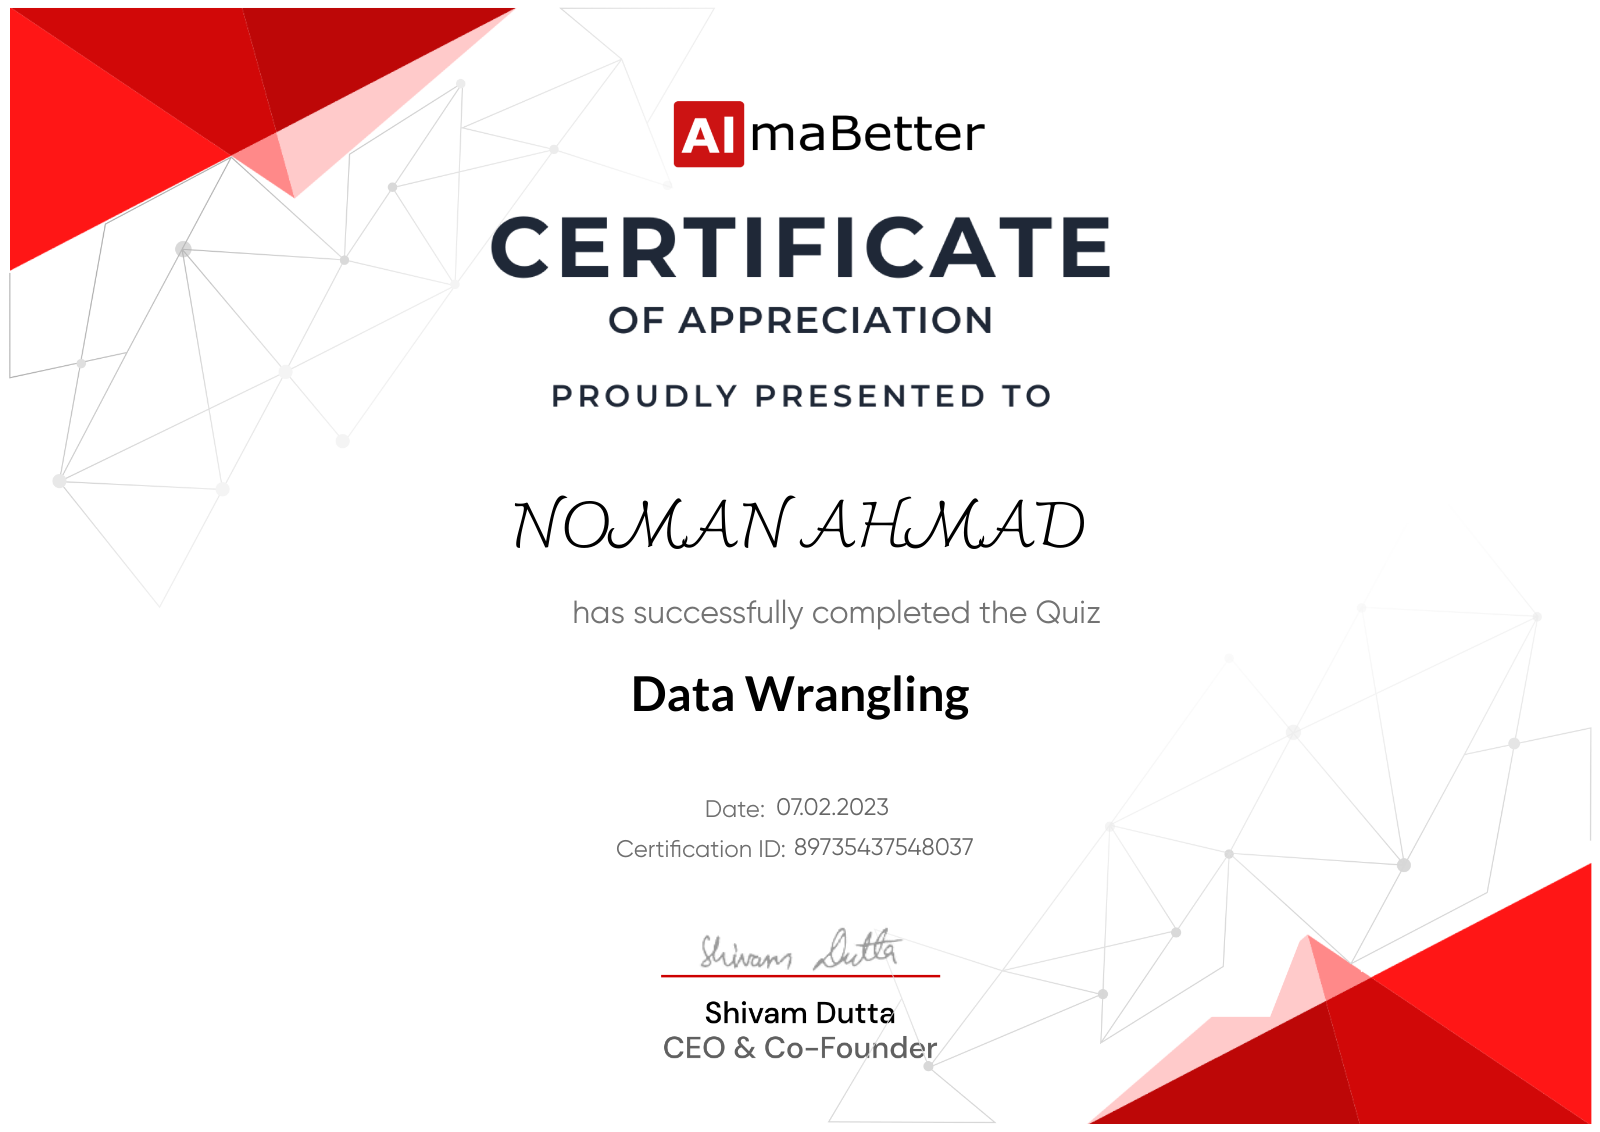 AlmaBetter
CERTIFICATE
OF APPRECIATION
PROUDLY PRESENTED TO
NOMAN AHMAD
has successfully completed the Quiz
Data Wrangling
Date: 07.02.2023
Certification ID: 89735437548037
Shivam Dutta
Shivam Dutta
CEO & Co-Founder